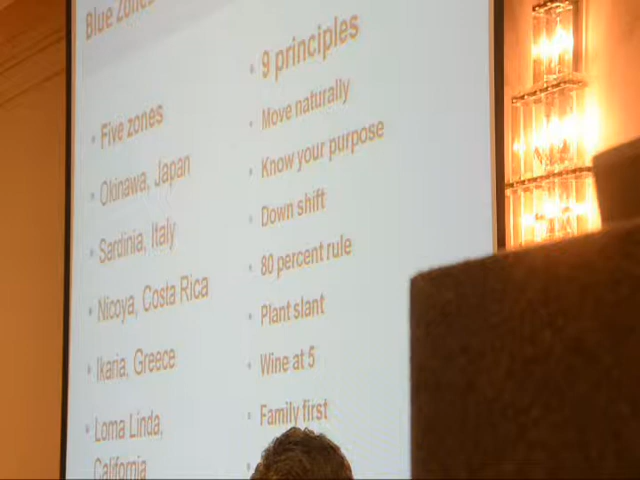 Blue Zones
Five zones
Okinawa, Japan
Sardinia, Italy
Nicoya, Costa Rica
Ikaria, Greece
Loma Linda,
California
9 principles
Move naturally
Know your purpose
Down shift
80 percent rule
Plant slant
Wine at 5
Family first